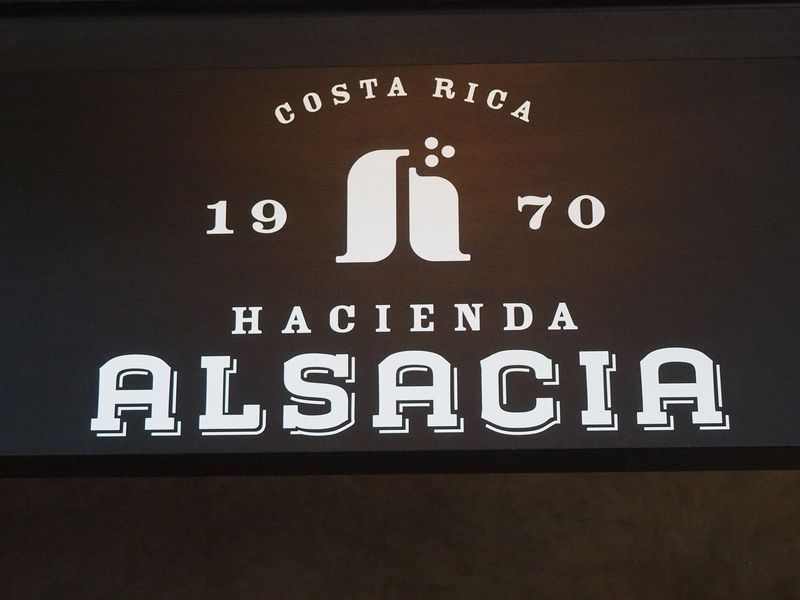 COSTA RICA
19 70
HACIENDA
ALSACIA